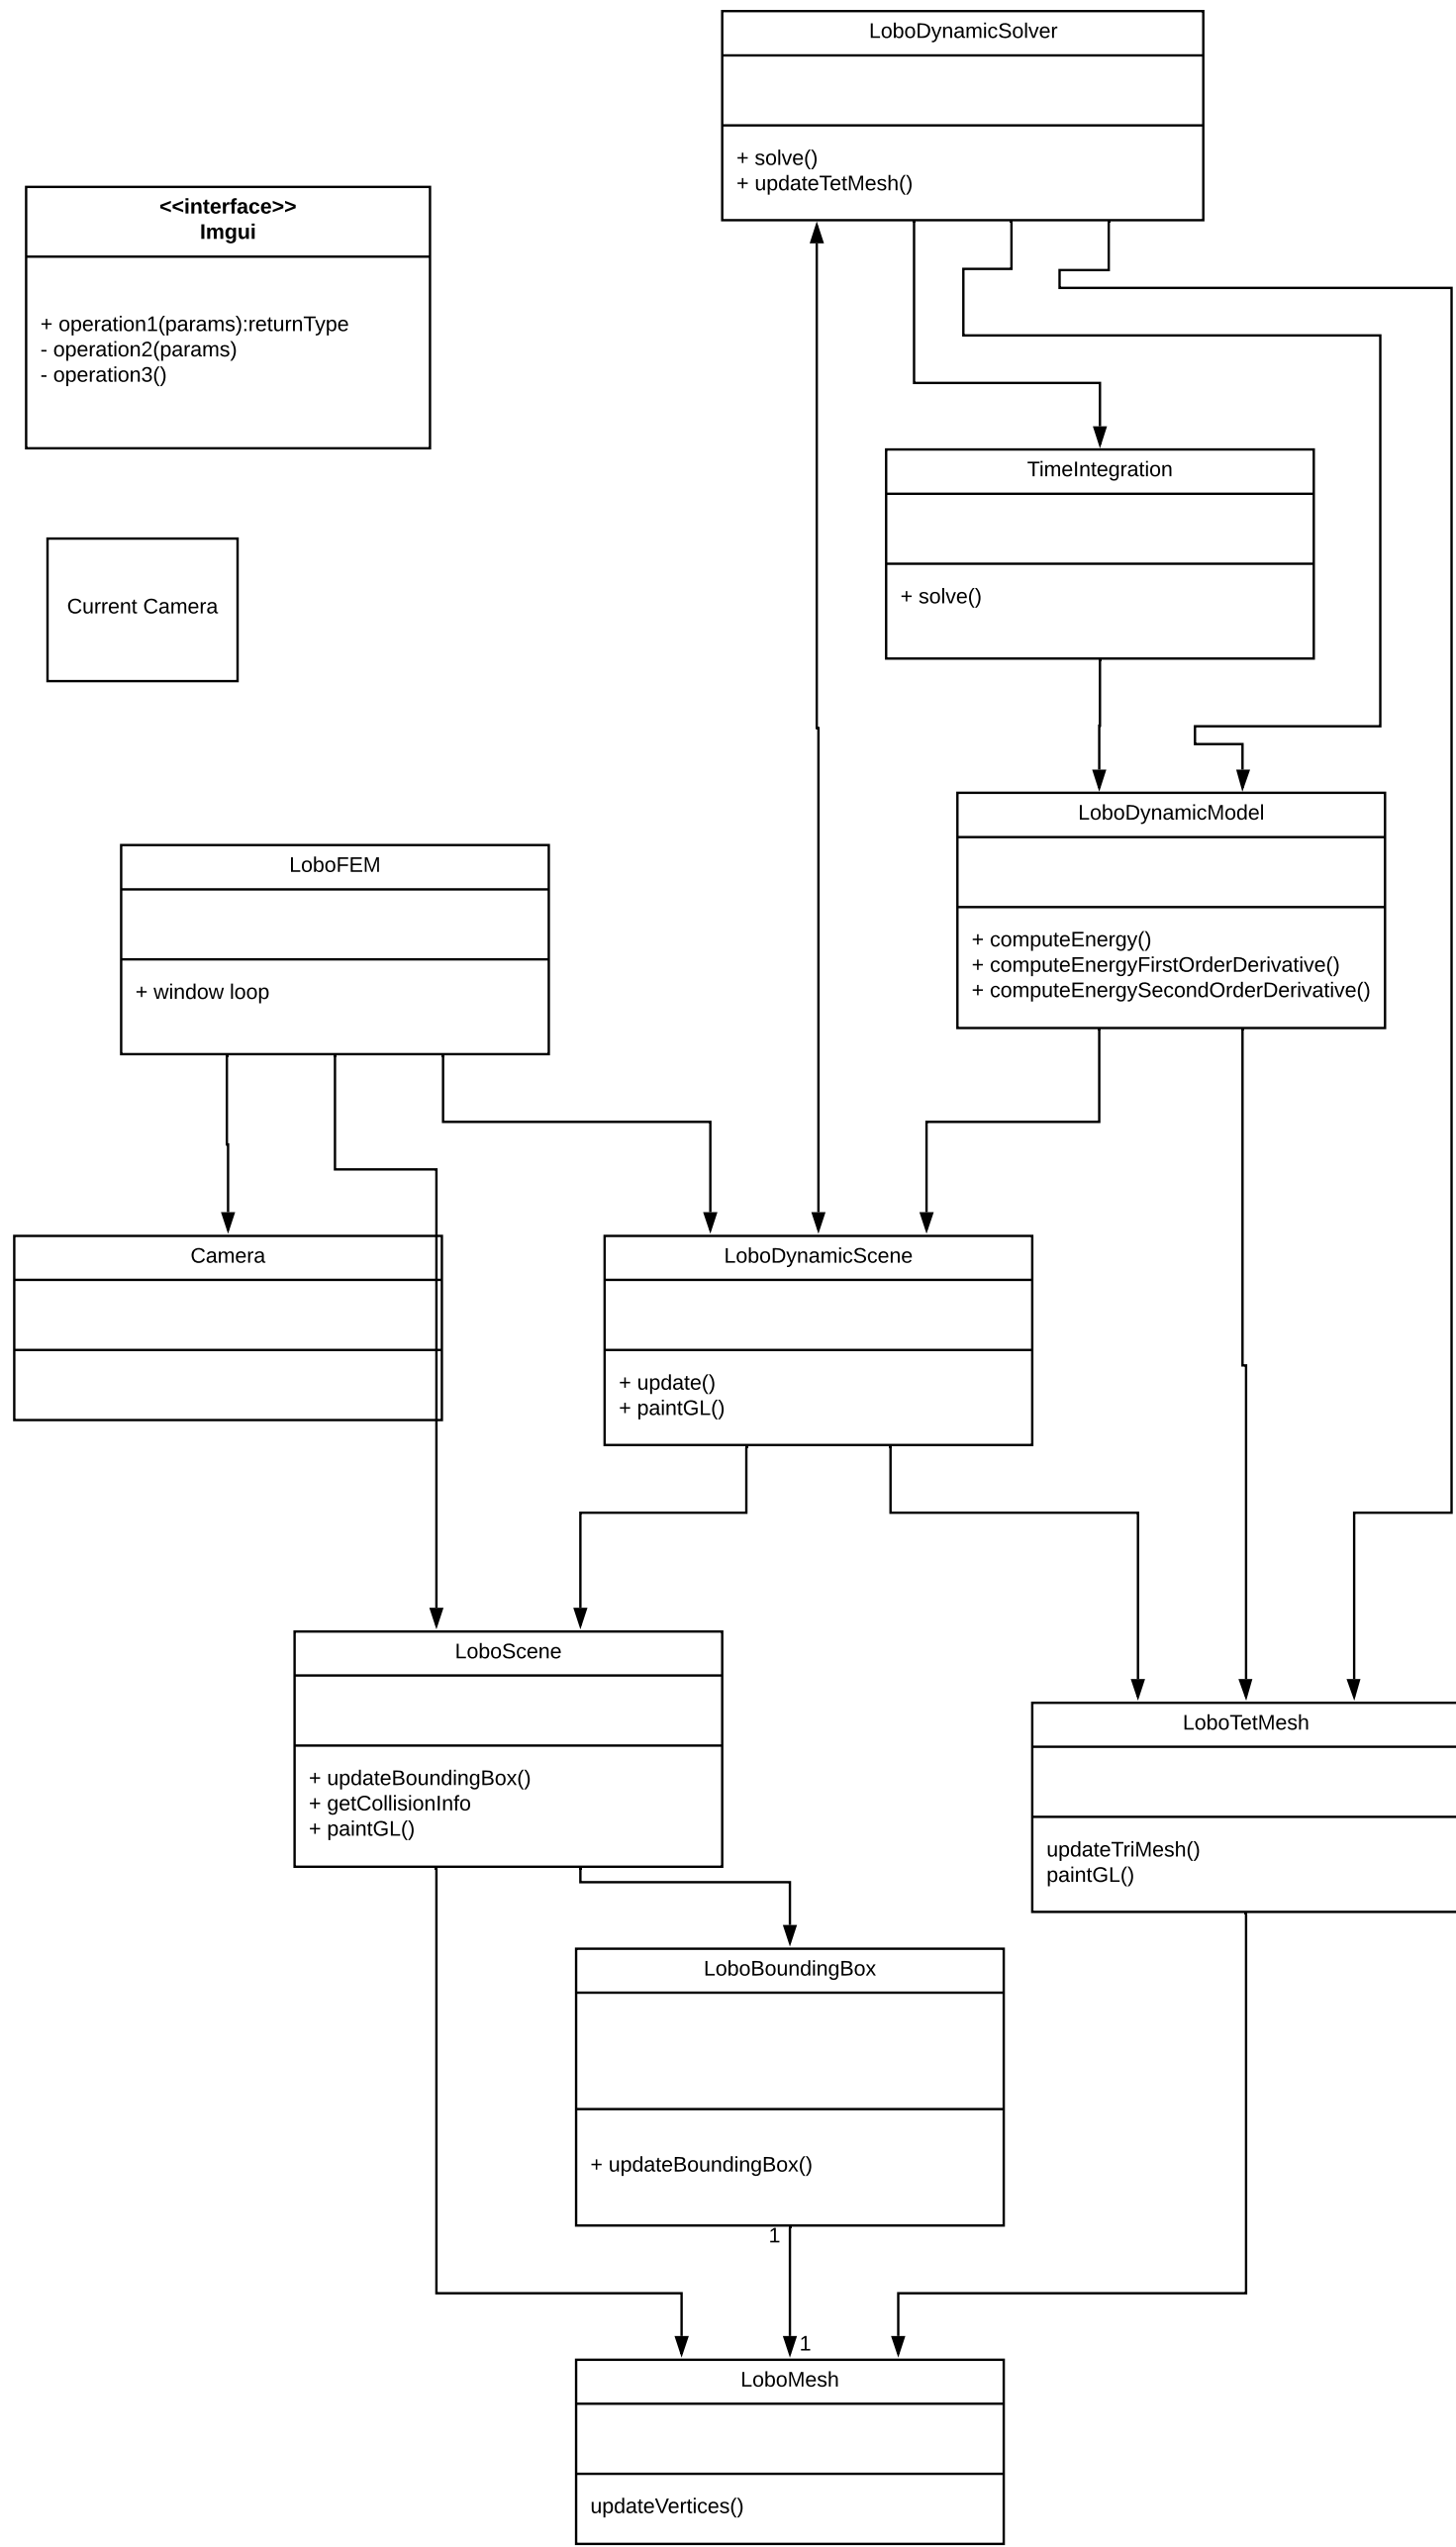 LoboDynamicSolver
+ solve()
+ updateTetMesh()
<<interface>>
Imgui
+ operation1(params):returnType
- operation2(params)
- operation3()
TimeIntegration
+ solve()
Current Camera
LoboDynamicModel
+ computeEnergy()
+ computeEnergyFirstOrderDerivative()
+ computeEnergySecondOrderDerivative()
LoboFEM
+ window loop
Camera
LoboDynamicScene
+ update()
+ paintGL()
LoboScene
+ updateBoundingBox()
+ getCollisionInfo
+ paintGL()
LoboTetMesh
updateTriMesh()
paintGL()
LoboBoundingBox
+ updateBoundingBox()
1
1
LoboMesh
updateVertices()